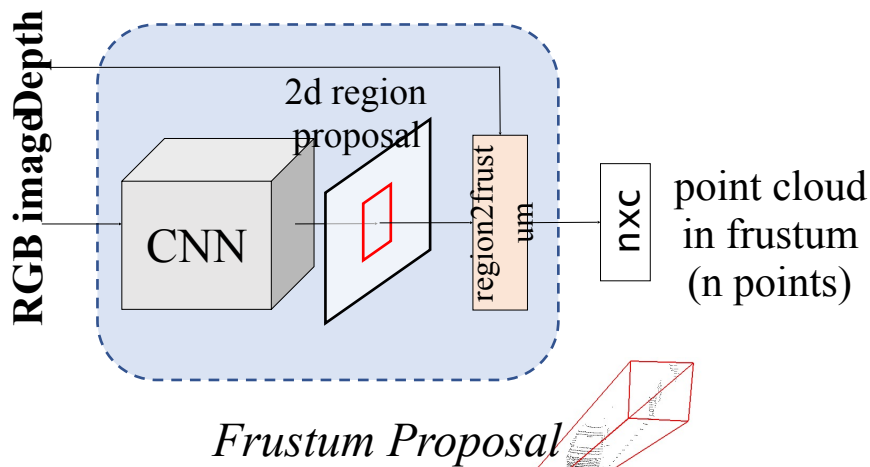 Depth
RGB image
2d region
proposal
CNN
region2frust
um
nxc
point cloud
in frustum
(n points)
Frustum Proposal